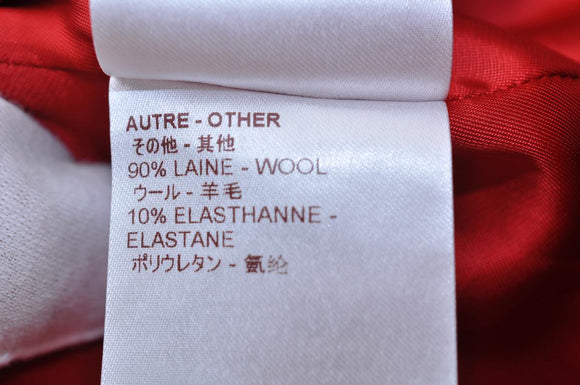 AUTRE - OTHER
その他 - 其他
90% LAINE - WOOL
ウール - 羊毛
10% ELASTHANNE -
ELASTANE
ポリウレタン - 氨纶